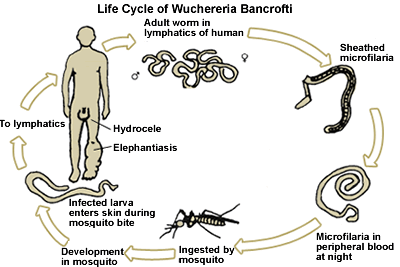 Life Cycle of Wuchereria Bancrofti
Adult worm in
lymphatics of human
♂
♀
Sheathed
microfilaria
To lymphatics
Hydrocele
Elephantiasis
Infected larva
enters skin during
mosquito bite
Microfilaria in
peripheral blood
at night
Ingested by
mosquito
Development
in mosquito